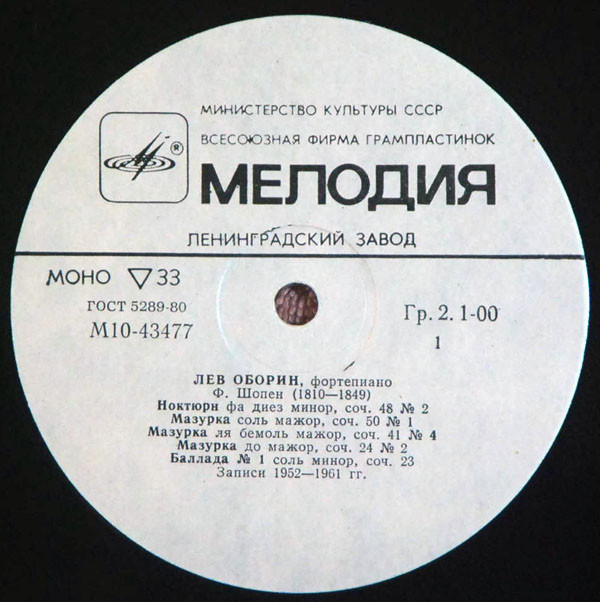 МИНИСТЕРСТВО КУЛЬТУРЫ СССР
ВСЕСОЮЗНАЯ ФИРМА ГРАМПЛАСТИНОК
®
МЕЛОДИЯ
ЛЕНИНГРАДСКИЙ ЗАВОД
МОНО ▽ 33
ГОСТ 5289-80
М10-43477
Гр. 2. 1-00
1
ЛЕВ ОБОРИН, фортепиано
Ф. Шопен (1810—1849)
Ноктюрн фа диез минор, соч. 48 № 2
Мазурка соль мажор, соч. 50 № 1
Мазурка ля бемоль мажор, соч. 41 № 4
Мазурка до мажор, соч. 24 № 2
Баллада № 1 соль минор, соч. 23
Записи 1952—1961 гг.